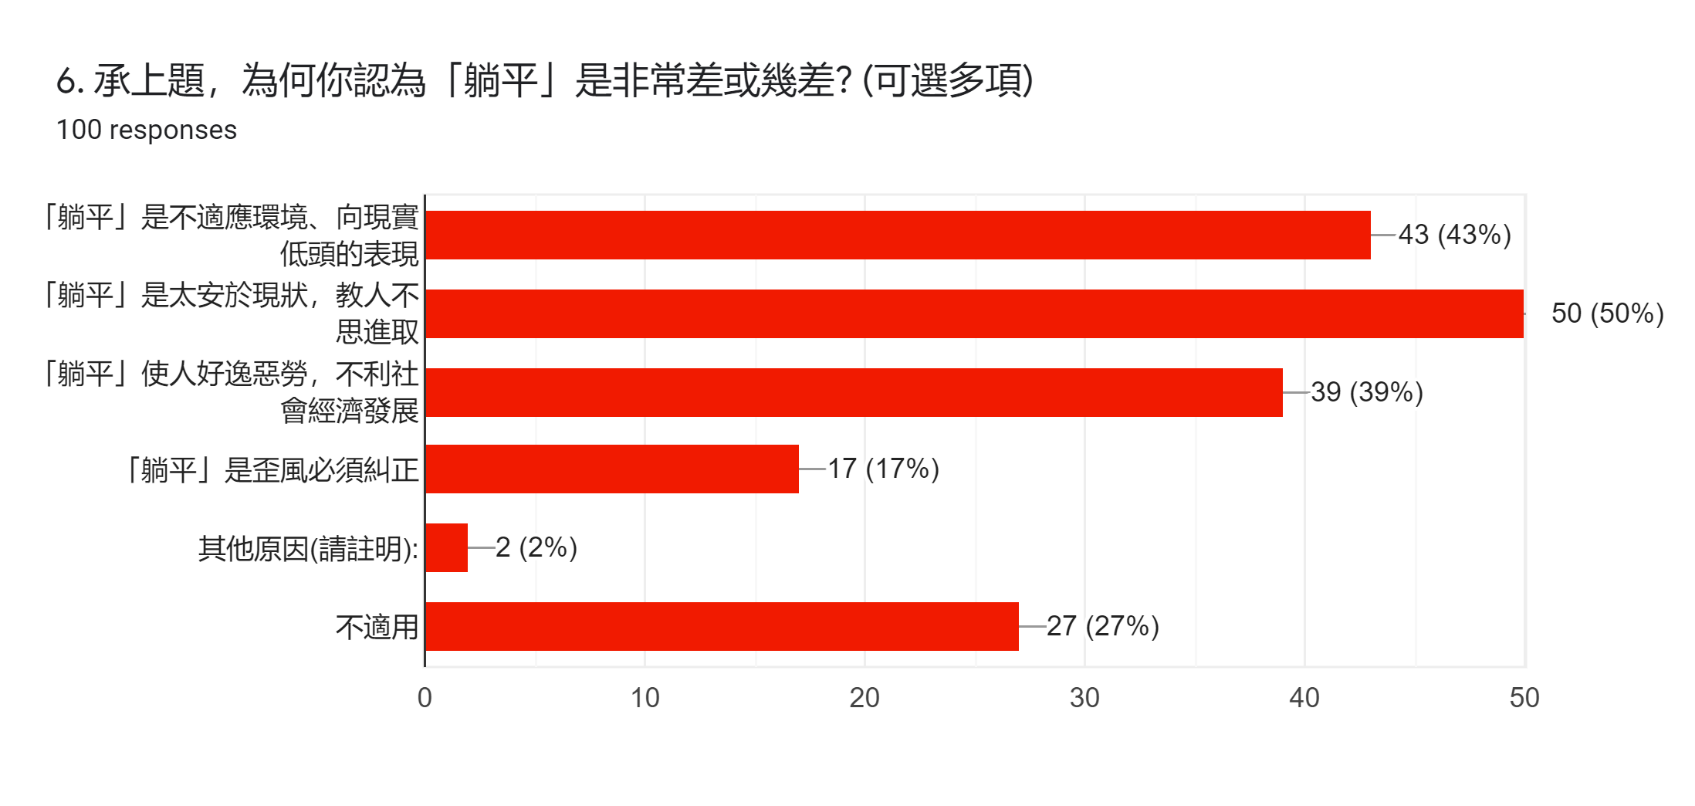 6. 承上題，為何你認為「躺平」是非常差或幾差? (可選多項)
100 responses
「躺平」是不適應環境、向現實
低頭的表現
43 (43%)
「躺平」是太安於現狀，教人不
思進取
50 (50%)
「躺平」使人好逸惡勞，不利社
會經濟發展
39 (39%)
「躺平」是歪風必須糾正
17 (17%)
其他原因(請註明):
2 (2%)
不適用
27 (27%)
0 10 20 30 40 50